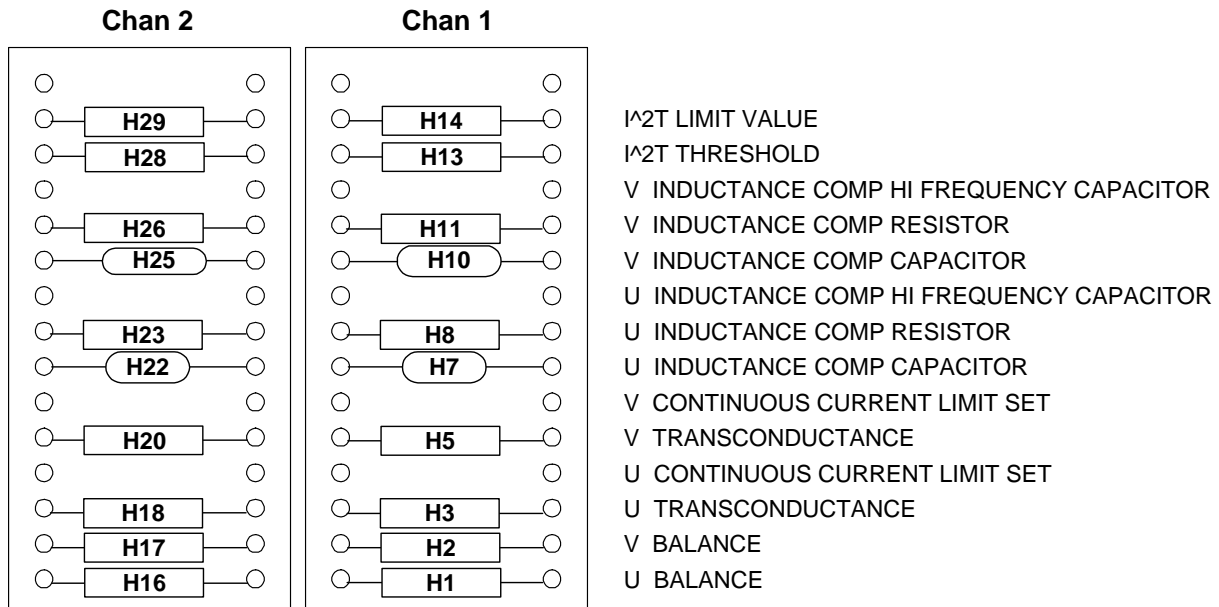 Chan 2 Chan 1
H29 H14 I^2T LIMIT VALUE
H28 H13 I^2T THRESHOLD
V INDUCTANCE COMP HI FREQUENCY CAPACITOR
H26 H11 V INDUCTANCE COMP RESISTOR
H25 H10 V INDUCTANCE COMP CAPACITOR
U INDUCTANCE COMP HI FREQUENCY CAPACITOR
H23 H8 U INDUCTANCE COMP RESISTOR
H22 H7 U INDUCTANCE COMP CAPACITOR
V CONTINUOUS CURRENT LIMIT SET
H20 H5 V TRANSCONDUCTANCE
U CONTINUOUS CURRENT LIMIT SET
H18 H3 U TRANSCONDUCTANCE
H17 H2 V BALANCE
H16 H1 U BALANCE